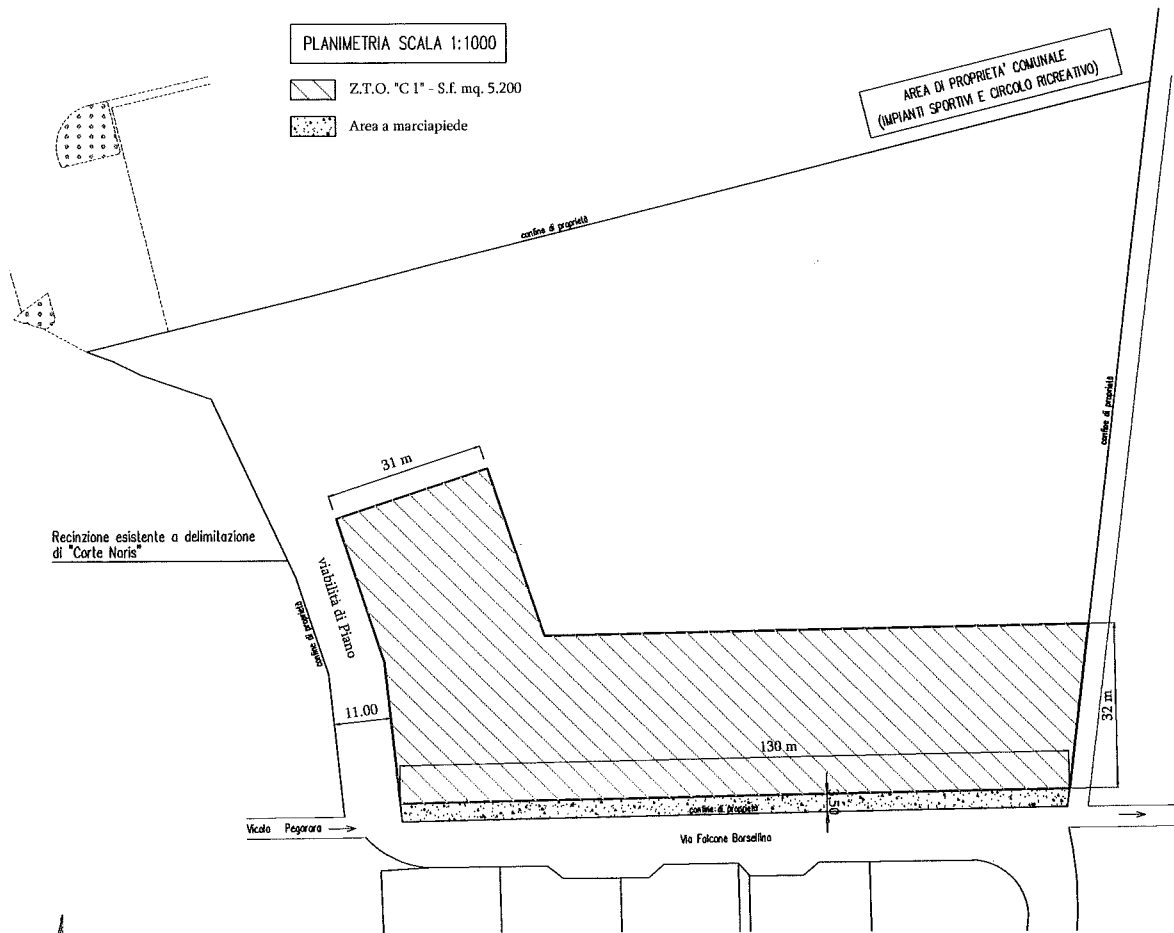 PLANIMETRIA SCALA 1:1000
Z.T.O. "C 1" - S.f. mq. 5.200
Area a marciapiede
AREA DI PROPRIETA' COMUNALE
(IMPIANTI SPORTIVI E CIRCOLO RICREATIVO)
confine di proprietà
confine di proprietà
31 m
Recinzione esistente a delimitazione
di "Corte Noris"
viabilità di Piano
confine di proprietà
11.00
32 m
130 m
confine di proprietà
Vicolo Pegorara
Via Falcone Borsellino